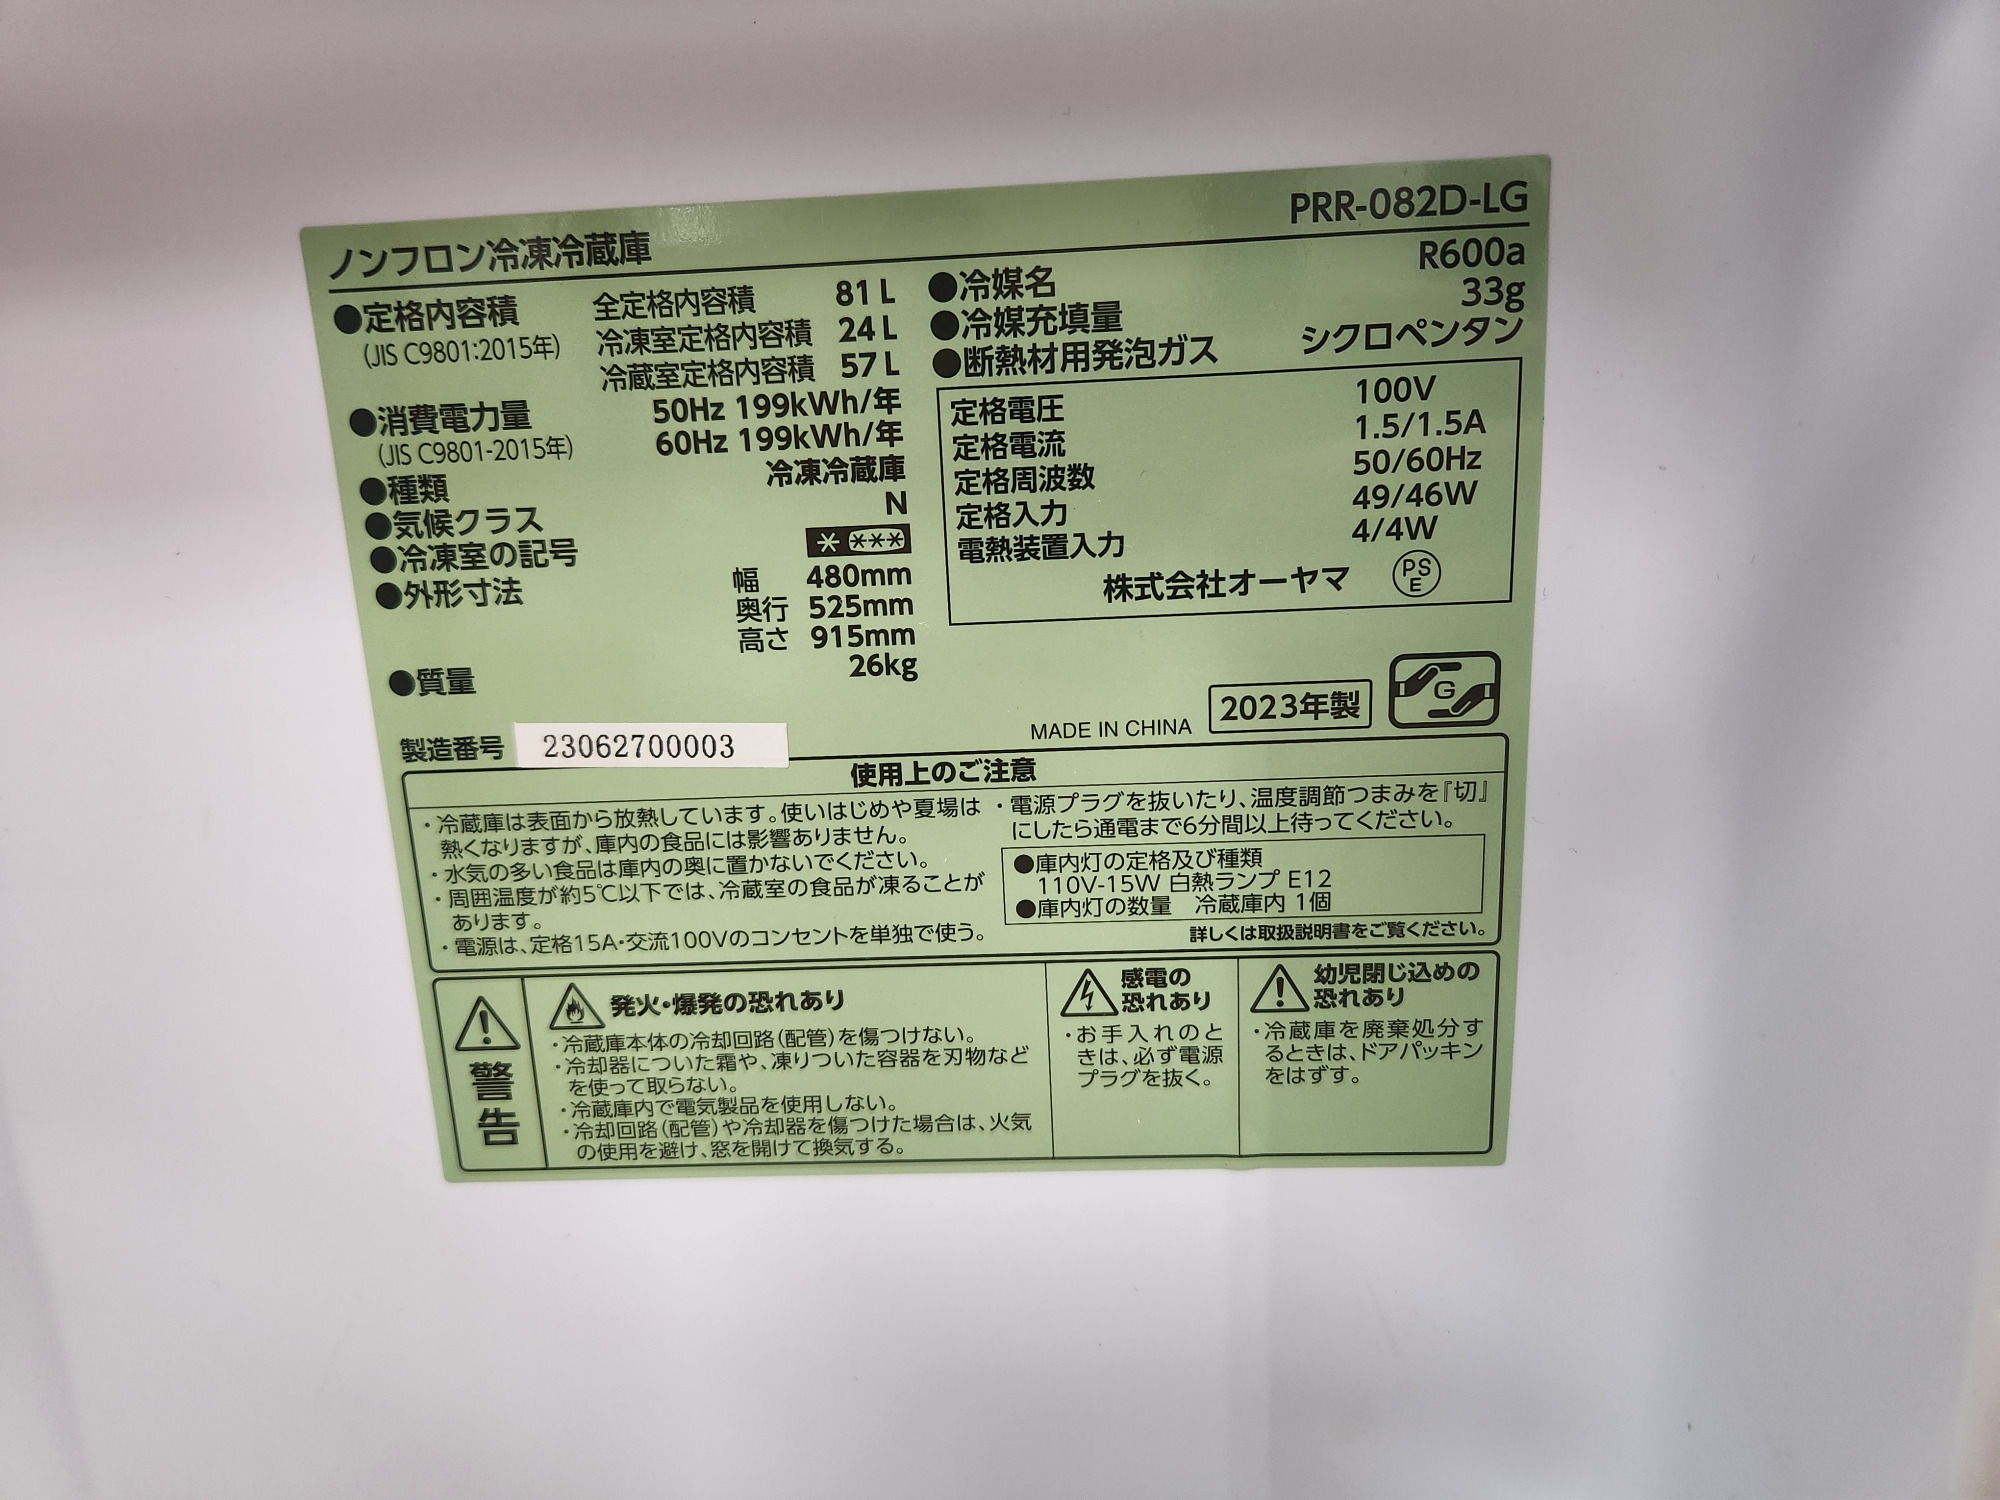 ノンフロン冷凍冷蔵庫
PRR-082D-LG
●定格内容積 全定格内容積 81 L
(JIS C9801:2015年) 冷凍室定格内容積 24 L
冷蔵室定格内容積 57 L
●消費電力量 50Hz 199kWh/年
(JIS C9801-2015年) 60Hz 199kWh/年
●種類 冷凍冷蔵庫
●気候クラス N
●冷凍室の記号
●外形寸法 幅 480mm
奥行 525mm
高さ 915mm
●質量 26kg
●冷媒名 R600a
●冷媒充填量 33g
●断熱材用発泡ガス シクロペンタン
定格電圧 100V
定格電流 1.5/1.5A
定格周波数 50/60Hz
定格入力 49/46W
電熱装置入力 4/4W
株式会社オーヤマ PS E
製造番号 23062700003
MADE IN CHINA 2023年製 G
使用上のご注意
・冷蔵庫は表面から放熱しています。使いはじめや夏場は
熱くなりますが、庫内の食品には影響ありません。
・水気の多い食品は庫内の奥に置かないでください。
・周囲温度が約5℃以下では、冷蔵室の食品が凍ることが
あります。
・電源は、定格15A・交流100Vのコンセントを単独で使う。
・電源プラグを抜いたり、温度調節つまみを『切』
にしたら通電まで6分間以上待ってください。
●庫内灯の定格及び種類
110V-15W 白熱ランプ E12
●庫内灯の数量 冷蔵庫内 1個
詳しくは取扱説明書をご覧ください。
警告
発火・爆発の恐れあり
・冷蔵庫本体の冷却回路(配管)を傷つけない。
・冷却器についた霜や、凍りついた容器を刃物など
を使って取らない。
・冷蔵庫内で電気製品を使用しない。
・冷却回路(配管)や冷却器を傷つけた場合は、火気
の使用を避け、窓を開けて換気する。
感電の
恐れあり
・お手入れのと
きは、必ず電源
プラグを抜く。
幼児閉じ込めの
恐れあり
・冷蔵庫を廃棄処分す
るときは、ドアパッキン
をはずす。